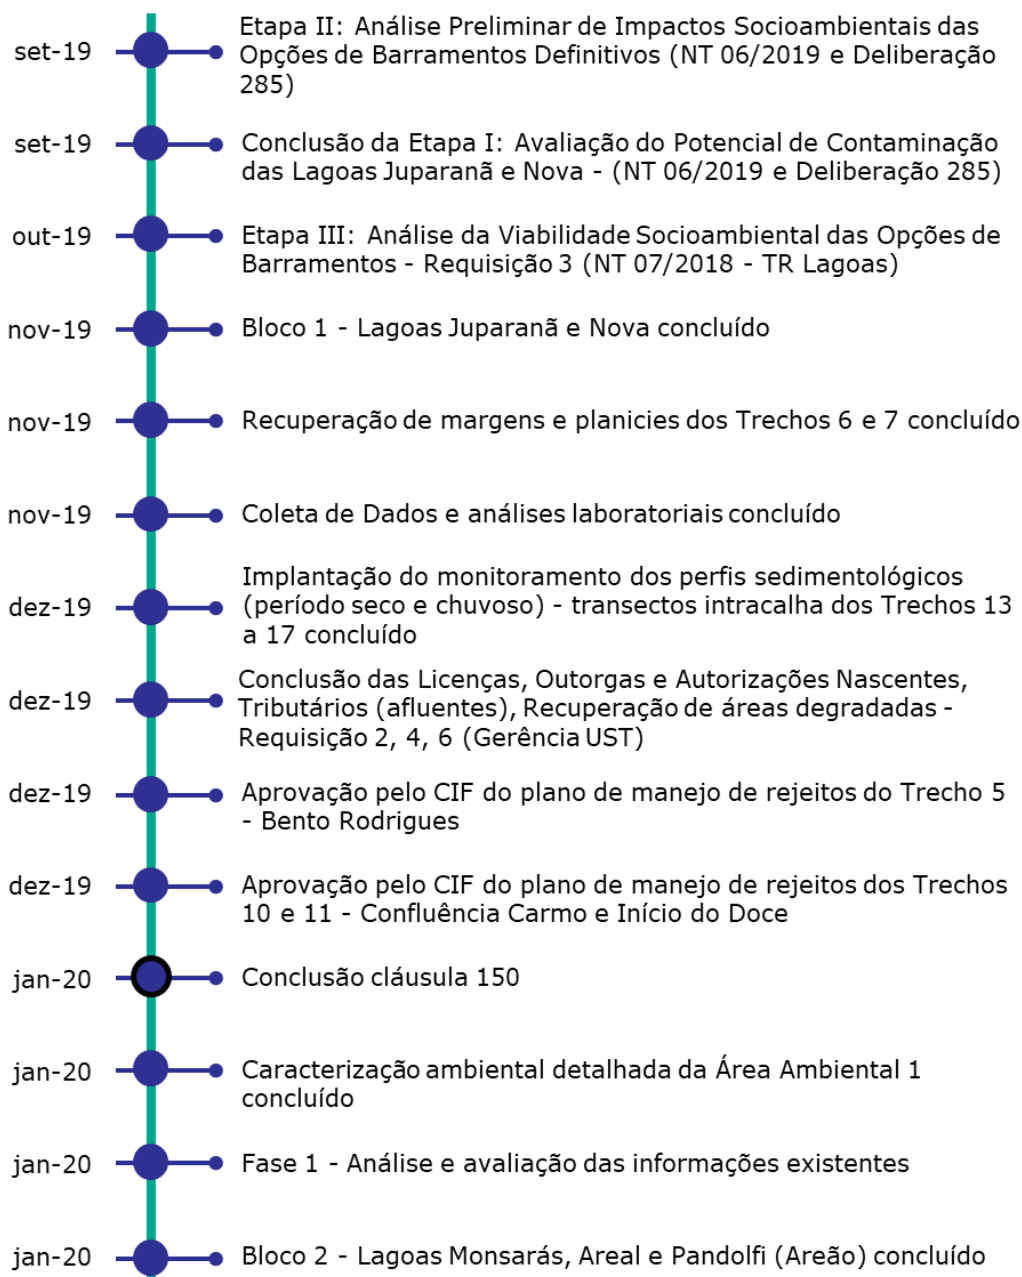 set-19
Etapa II: Análise Preliminar de Impactos Socioambientais das
Opções de Barramentos Definitivos (NT 06/2019 e Deliberação
285)
set-19
Conclusão da Etapa I: Avaliação do Potencial de Contaminação
das Lagoas Juparanã e Nova - (NT 06/2019 e Deliberação 285)
out-19
Etapa III: Análise da Viabilidade Socioambiental das Opções de
Barramentos - Requisição 3 (NT 07/2018 - TR Lagoas)
nov-19
Bloco 1 - Lagoas Juparanã e Nova concluído
nov-19
Recuperação de margens e planicies dos Trechos 6 e 7 concluído
nov-19
Coleta de Dados e análises laboratoriais concluído
dez-19
Implantação do monitoramento dos perfis sedimentológicos
(período seco e chuvoso) - transectos intracalha dos Trechos 13
a 17 concluído
dez-19
Conclusão das Licenças, Outorgas e Autorizações Nascentes,
Tributários (afluentes), Recuperação de áreas degradadas -
Requisição 2, 4, 6 (Gerência UST)
dez-19
Aprovação pelo CIF do plano de manejo de rejeitos do Trecho 5
- Bento Rodrigues
dez-19
Aprovação pelo CIF do plano de manejo de rejeitos dos Trechos
10 e 11 - Confluência Carmo e Início do Doce
jan-20
Conclusão cláusula 150
jan-20
Caracterização ambiental detalhada da Área Ambiental 1
concluído
jan-20
Fase 1 - Análise e avaliação das informações existentes
jan-20
Bloco 2 - Lagoas Monsarás, Areal e Pandolfi (Areão) concluído